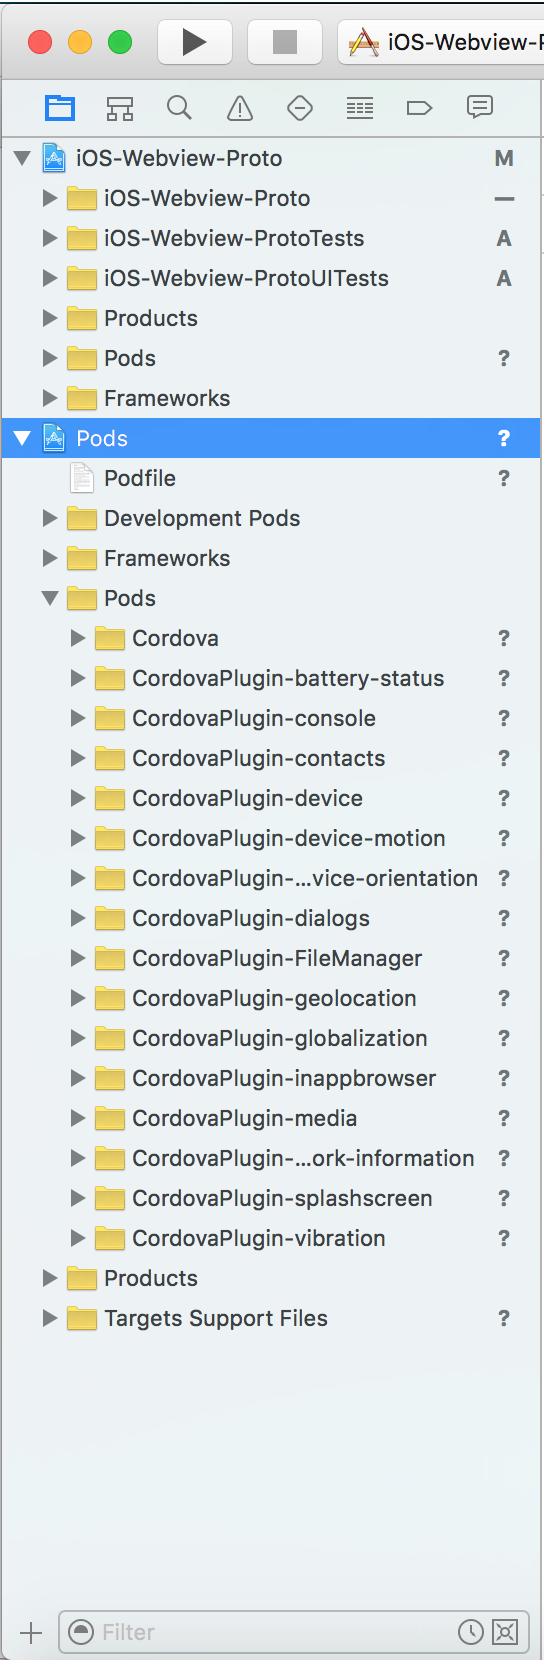 iOS-Webview-P
iOS-Webview-Proto M
iOS-Webview-Proto —
iOS-Webview-ProtoTests A
iOS-Webview-ProtoUITests A
Products
Pods ?
Frameworks
Pods ?
Podfile ?
Development Pods
Frameworks
Pods
Cordova ?
CordovaPlugin-battery-status ?
CordovaPlugin-console ?
CordovaPlugin-contacts ?
CordovaPlugin-device ?
CordovaPlugin-device-motion ?
CordovaPlugin-...vice-orientation ?
CordovaPlugin-dialogs ?
CordovaPlugin-FileManager ?
CordovaPlugin-geolocation ?
CordovaPlugin-globalization ?
CordovaPlugin-inappbrowser ?
CordovaPlugin-media ?
CordovaPlugin-...ork-information ?
CordovaPlugin-splashscreen ?
CordovaPlugin-vibration ?
Products
Targets Support Files ?
Filter